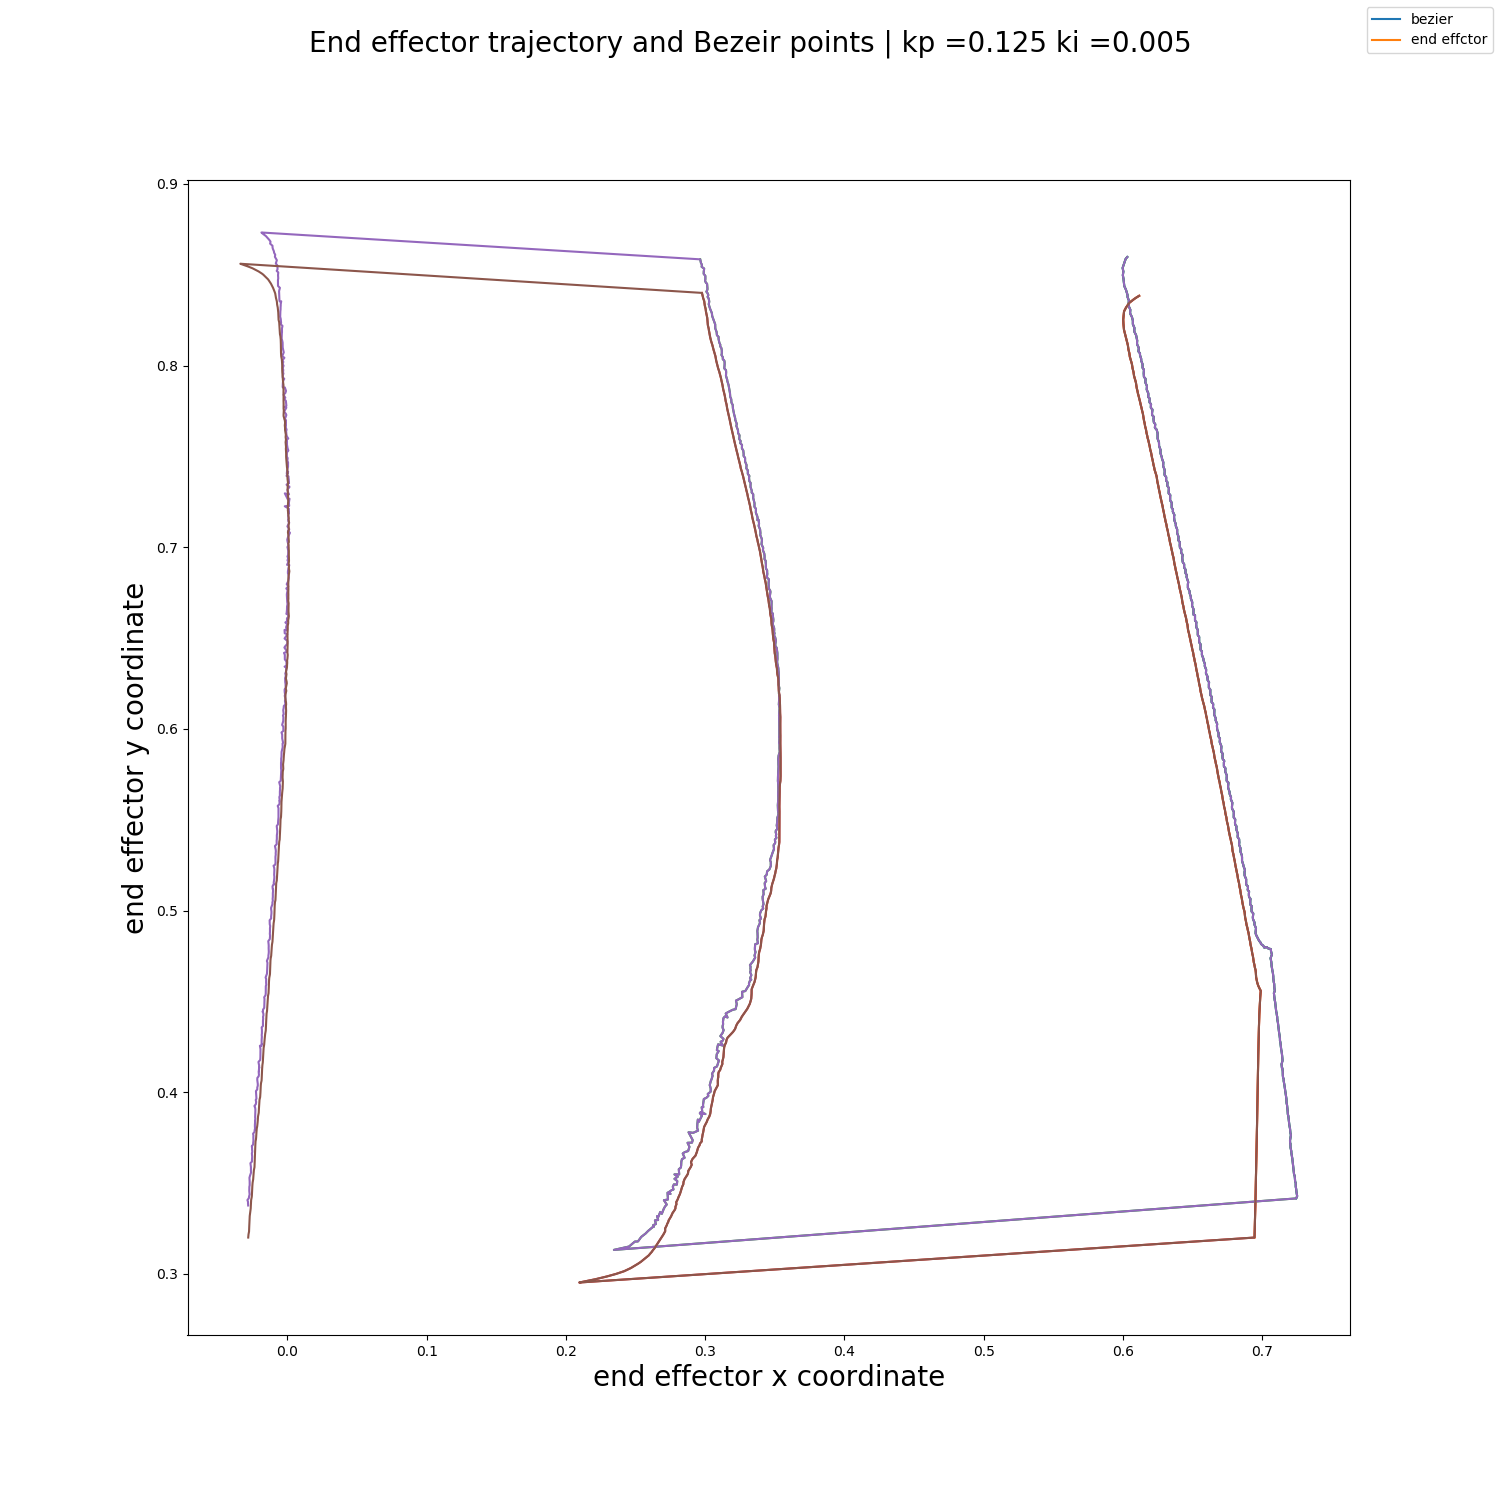 End effector trajectory and Bezeir points | kp =0.125 ki =0.005
bezier
end effctor
0.9
0.8
0.7
0.6
0.5
0.4
0.3
end effector y coordinate
0.0 0.1 0.2 0.3 0.4 0.5 0.6 0.7
end effector x coordinate